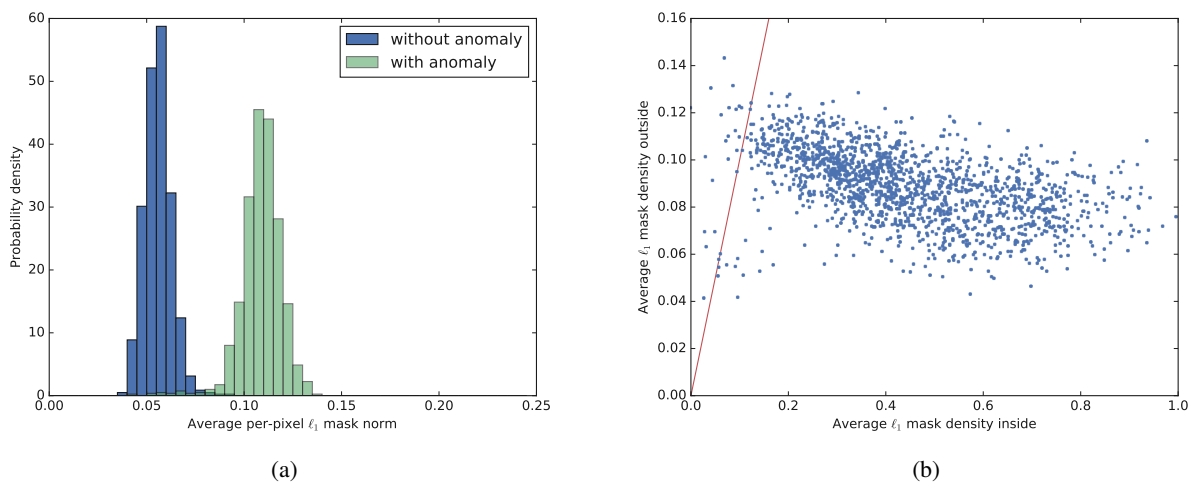 60
50
40
30
20
10
0
0.00 0.05 0.10 0.15 0.20 0.25
Probability density
Average per-pixel ℓ₁ mask norm
without anomaly
with anomaly
(a)
0.16
0.14
0.12
0.10
0.08
0.06
0.04
0.02
0.00
0.0 0.2 0.4 0.6 0.8 1.0
Average ℓ₁ mask density outside
Average ℓ₁ mask density inside
(b)